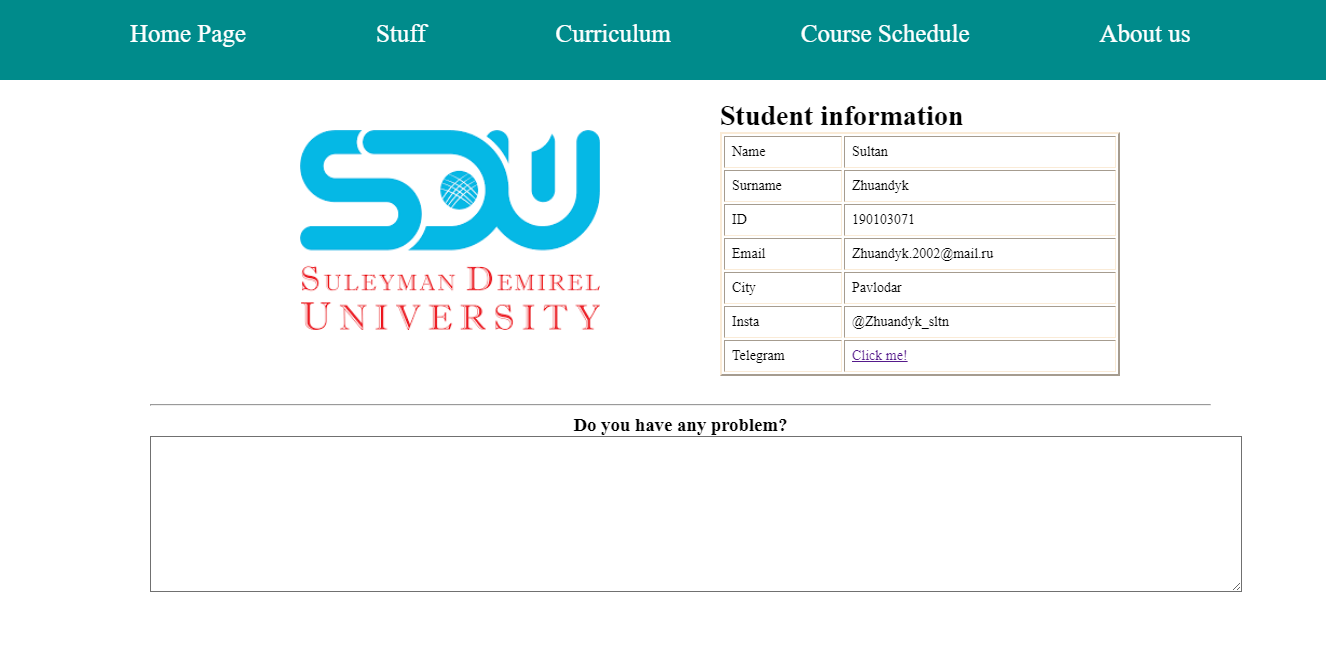 Home Page Stuff Curriculum Course Schedule About us
SDU
SULEYMAN DEMIREL
UNIVERSITY
Student information
Name Sultan
Surname Zhuandyk
ID 190103071
Email Zhuandyk.2002@mail.ru
City Pavlodar
Insta @Zhuandyk_sltn
Telegram Click me!
Do you have any problem?